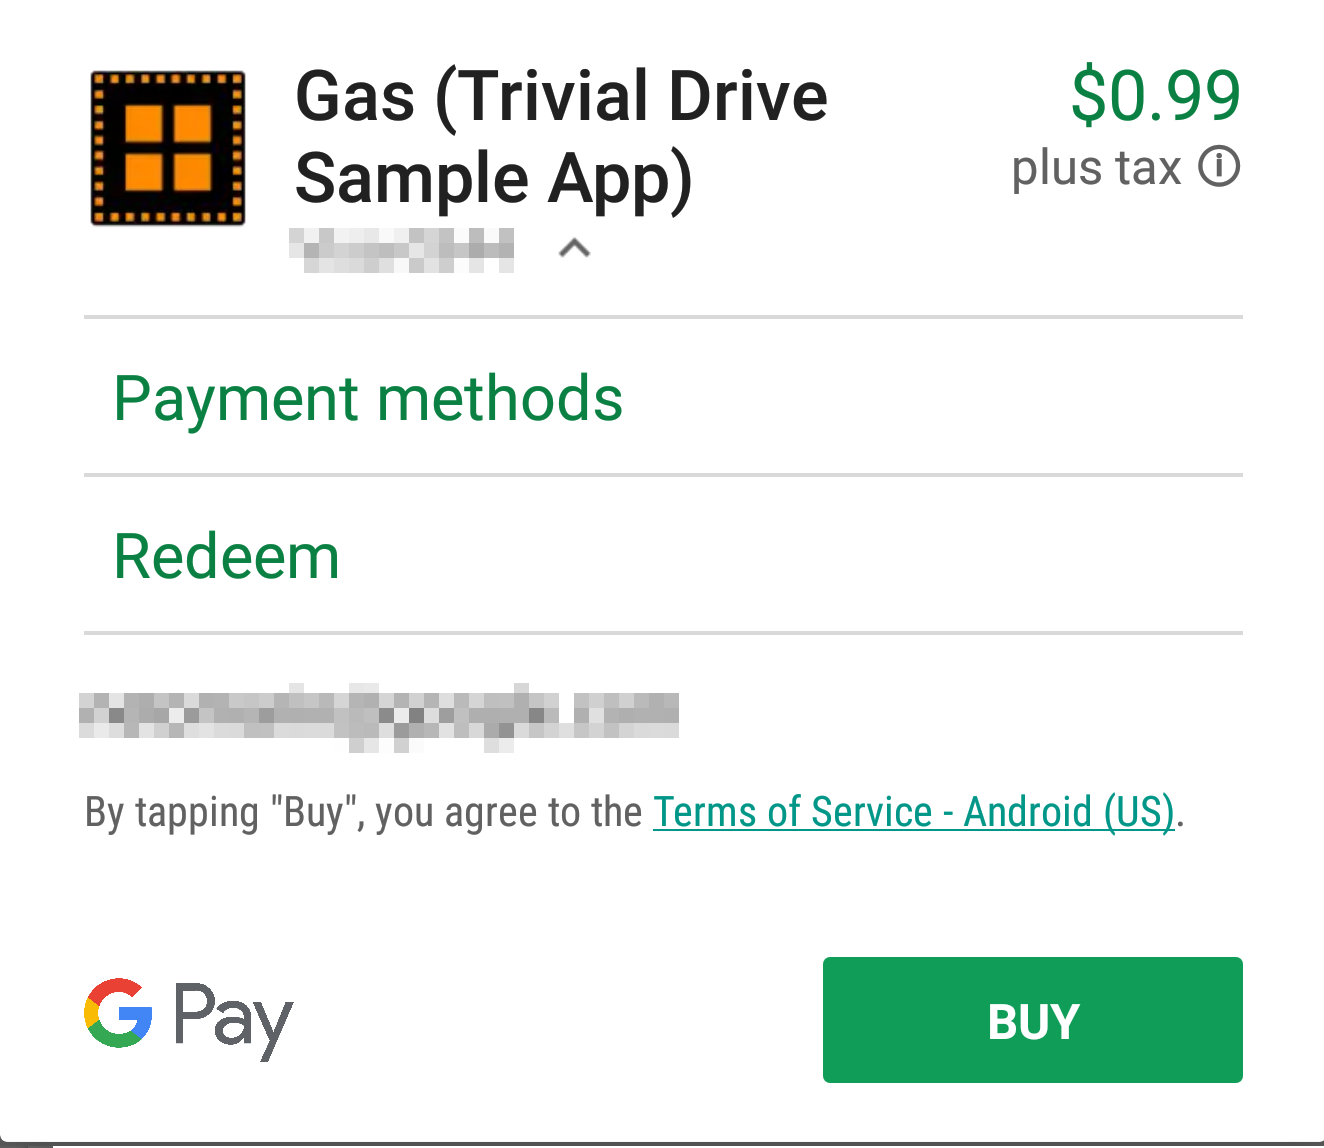 Gas (Trivial Drive
Sample App)
$0.99
plus tax
Payment methods
Redeem
By tapping "Buy", you agree to the Terms of Service - Android (US).
G Pay
BUY